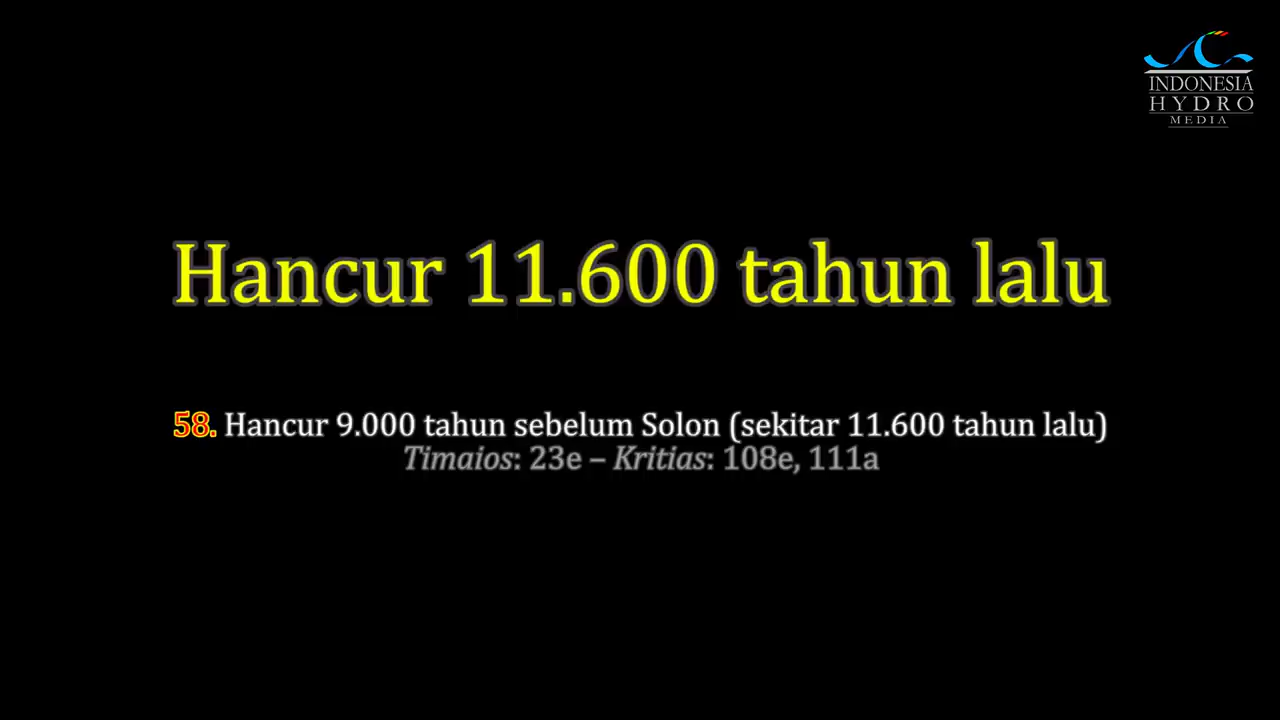 INDONESIA
HYDRO
MEDIA
Hancur 11.600 tahun lalu
58. Hancur 9.000 tahun sebelum Solon (sekitar 11.600 tahun lalu)
Timaios: 23e – Kritias: 108e, 111a